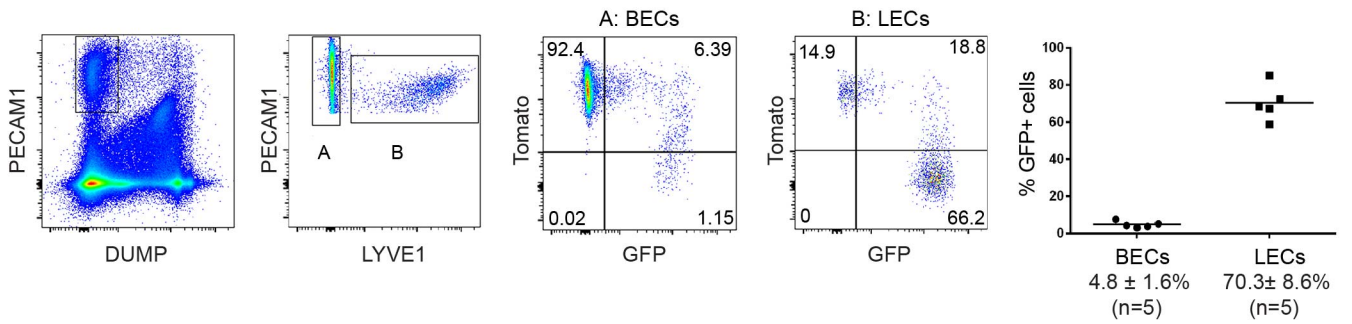 A: BECs
B: LECs
PECAM1
DUMP
PECAM1
A
B
LYVE1
92.4
6.39
Tomato
0.02
1.15
GFP
14.9
18.8
Tomato
0
66.2
GFP
% GFP+ cells
100
80
60
40
20
0
BECs
4.8 ± 1.6%
(n=5)
LECs
70.3± 8.6%
(n=5)